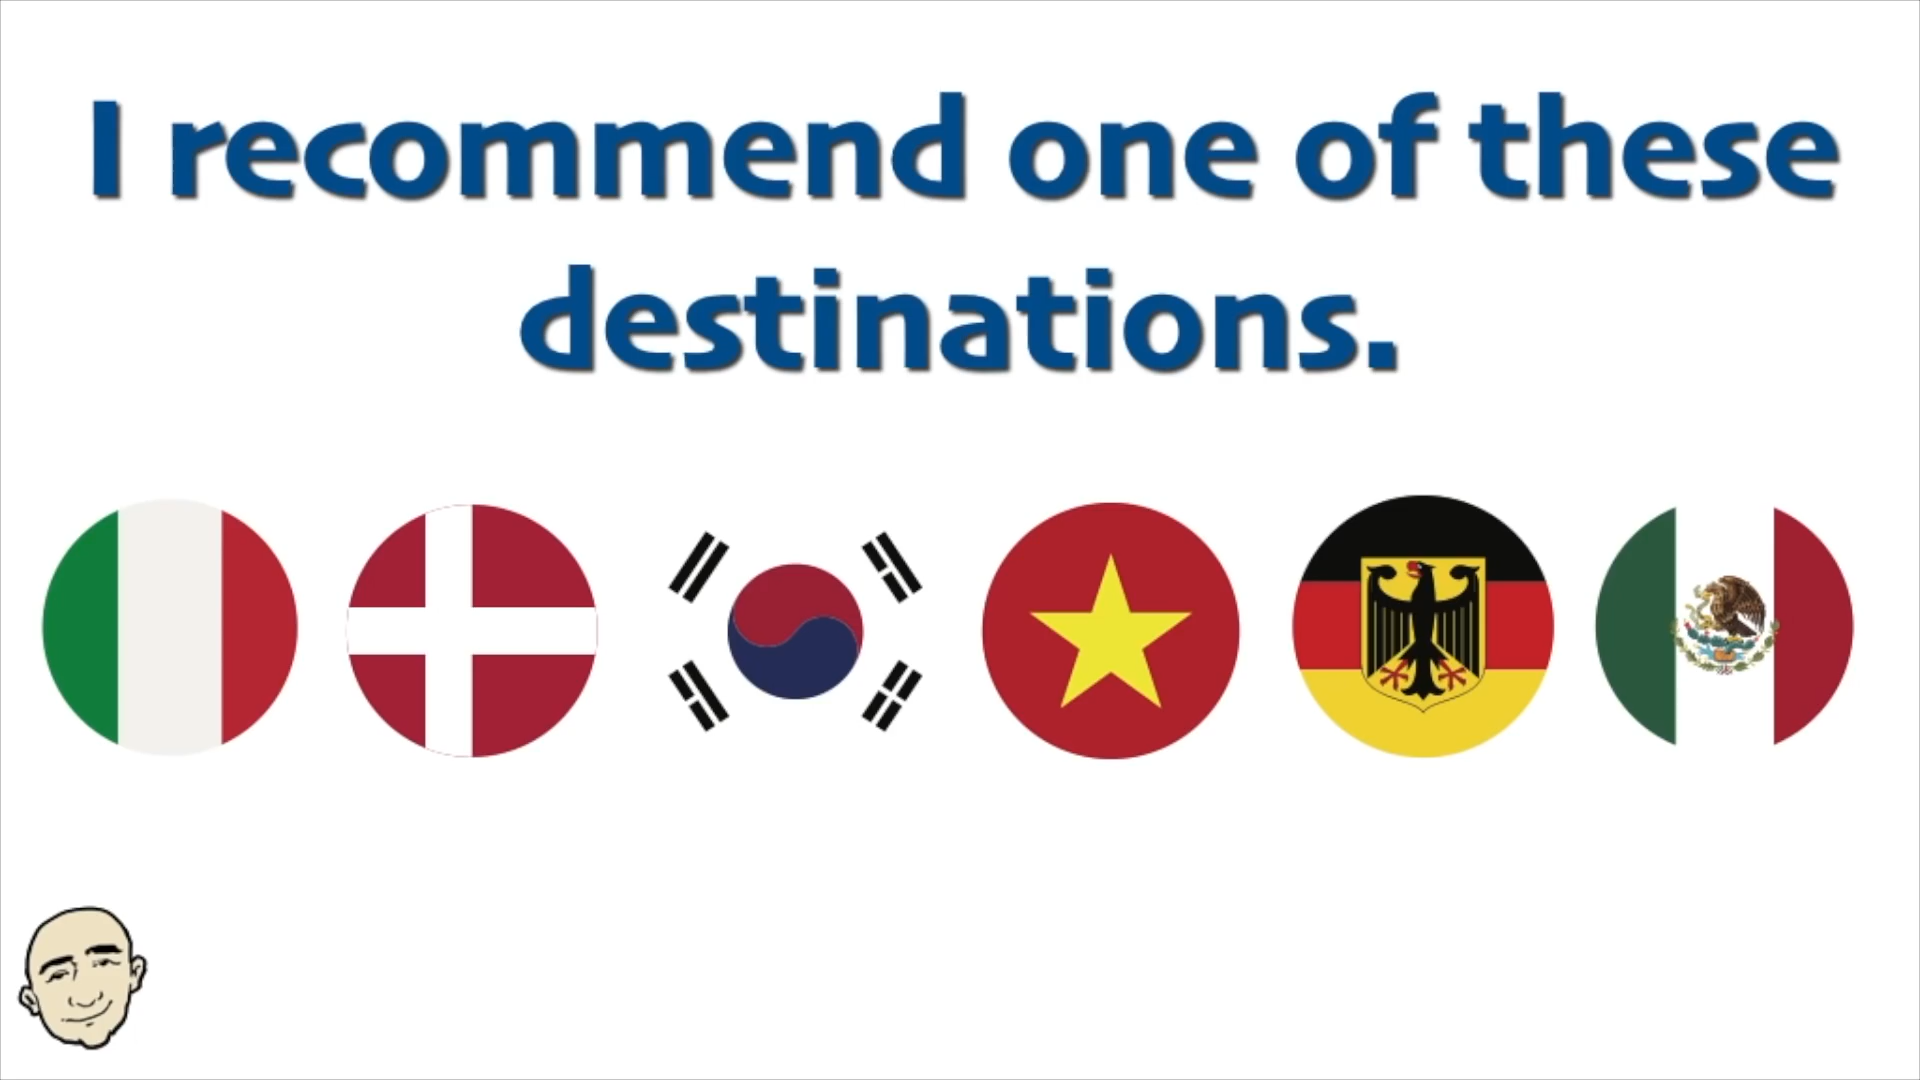 I recommend one of these
destinations.